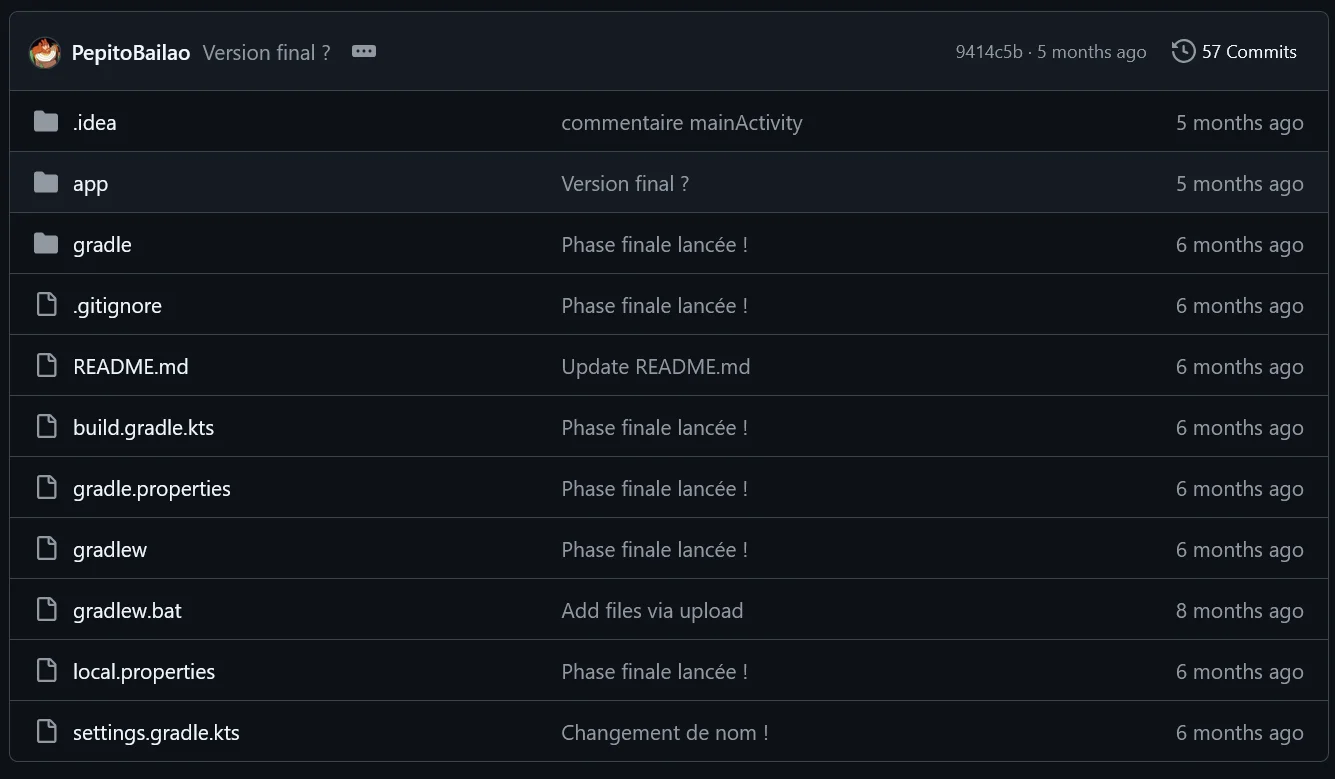 PepitoBailao Version final ? 9414c5b · 5 months ago 57 Commits
.idea commentaire mainActivity 5 months ago
app Version final ? 5 months ago
gradle Phase finale lancée ! 6 months ago
.gitignore Phase finale lancée ! 6 months ago
README.md Update README.md 6 months ago
build.gradle.kts Phase finale lancée ! 6 months ago
gradle.properties Phase finale lancée ! 6 months ago
gradlew Phase finale lancée ! 6 months ago
gradlew.bat Add files via upload 8 months ago
local.properties Phase finale lancée ! 6 months ago
settings.gradle.kts Changement de nom ! 6 months ago